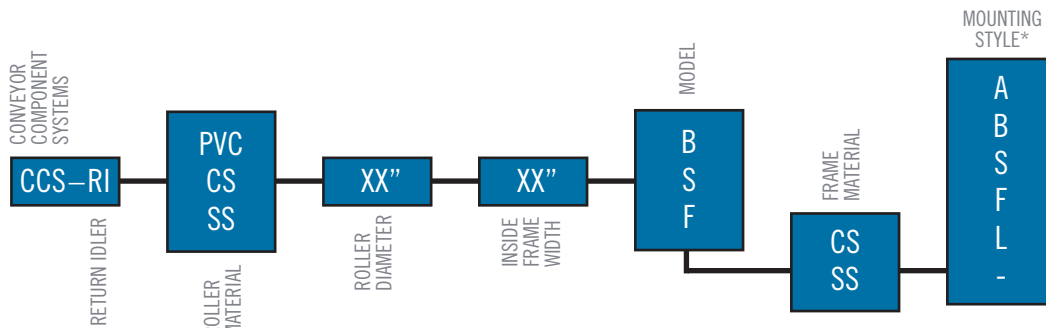 CONVEYOR
COMPONENT
SYSTEMS
CCS–RI
RETURN IDLER
PVC
CS
SS
XX”
ROLLER
DIAMETER
XX”
INSIDE
FRAME
WIDTH
MODEL
B
S
F
FRAME
MATERIAL
CS
SS
MOUNTING
STYLE*
A
B
S
F
L
-